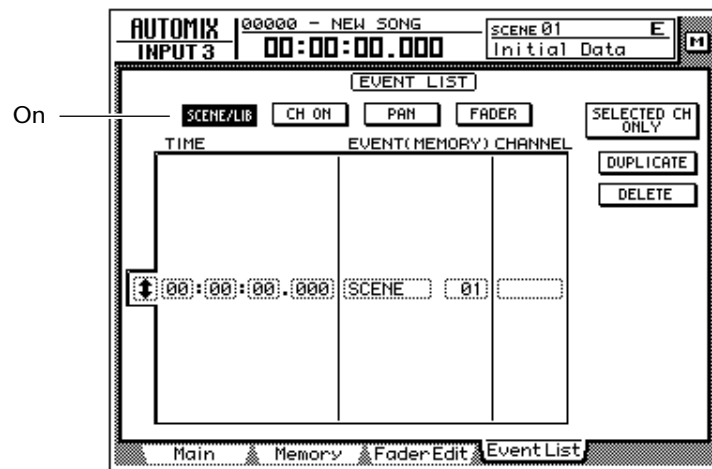 AUTOMIX 00000 - NEW SONG SCENE 01 E
INPUT 3 00:00:00.000 Initial Data M
EVENT LIST
On SCENE/LIB CH ON PAN FADER SELECTED CH
ONLY
TIME EVENT(MEMORY) CHANNEL
DUPLICATE
DELETE
00:00:00.000 SCENE 01
Main Memory Fader Edit Event List